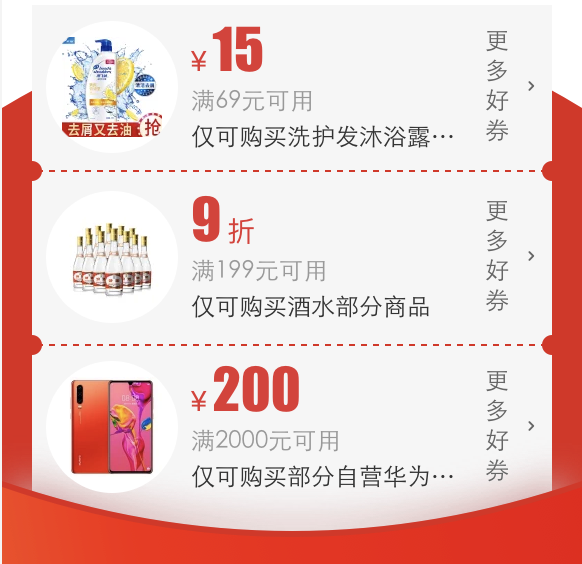 head&shoulders
去屑又去油
抢
¥15
满69元可用
仅可购买洗护发沐浴露…
更多好券
9折
满199元可用
仅可购买酒水部分商品
更多好券
¥200
满2000元可用
仅可购买部分自营华为…
更多好券